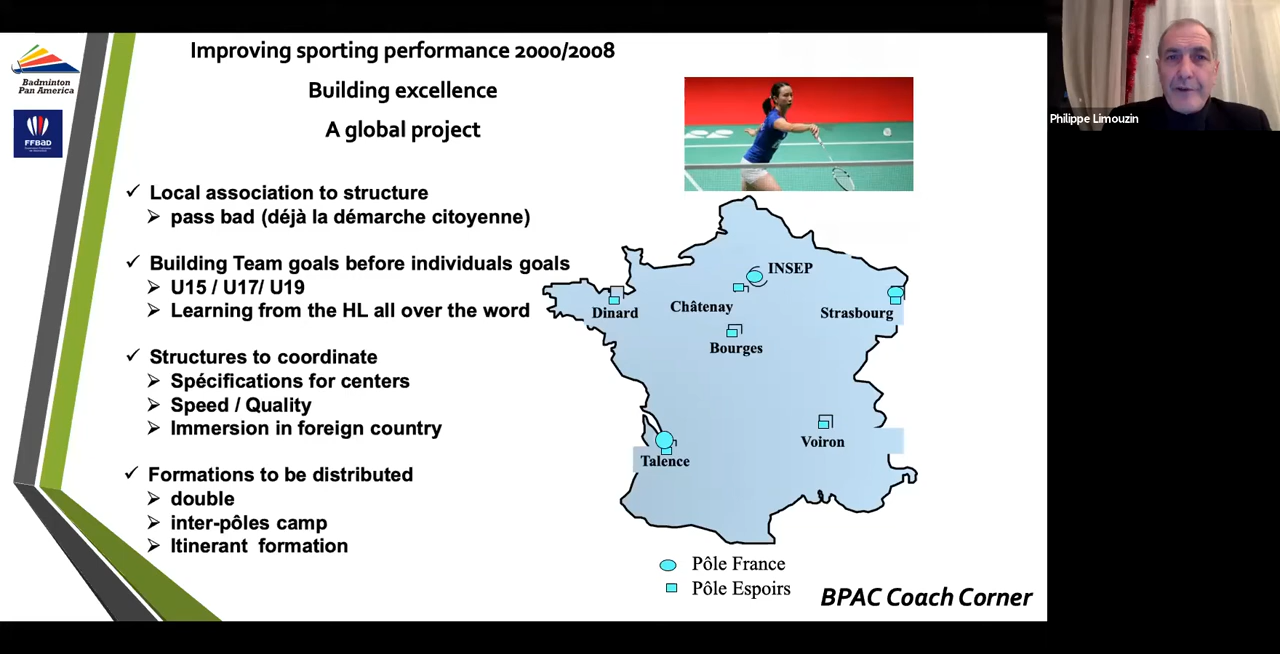 Improving sporting performance 2000/2008
Building excellence
A global project
Badminton
Pan America
FFBaD
Philippe Limouzin
✓ Local association to structure
➢ pass bad (déjà la démarche citoyenne)
✓ Building Team goals before individuals goals
➢ U15 / U17/ U19
➢ Learning from the HL all over the word
✓ Structures to coordinate
➢ Spécifications for centers
➢ Speed / Quality
➢ Immersion in foreign country
✓ Formations to be distributed
➢ double
➢ inter-pôles camp
➢ Itinerant formation
INSEP
Châtenay
Dinard
Strasbourg
Bourges
Voiron
Talence
Pôle France
Pôle Espoirs
BPAC Coach Corner